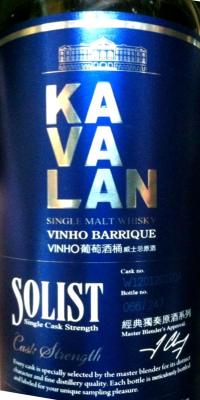 KA
VA
LAN
SINGLE MALT WHISKY
VINHO BARRIQUE
VINHO葡萄酒桶威士忌原酒
Cask no.
Bottle no.
SOLIST
Single Cask Strength
經典獨奏原酒系列
Master Blender's Approval
Cask Strength
Every cask is specially selected by the master blender for its distinct
character and fine distillery quality. Each bottle is meticulously bottled
and labeled for your unique sampling pleasure.